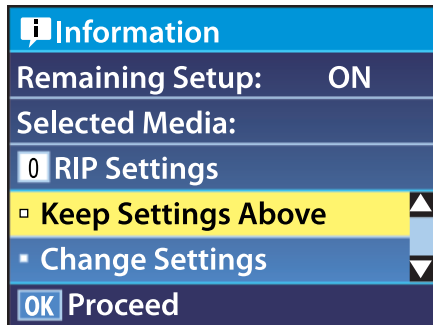 Information
Remaining Setup: ON
Selected Media:
0 RIP Settings
Keep Settings Above
Change Settings
OK Proceed